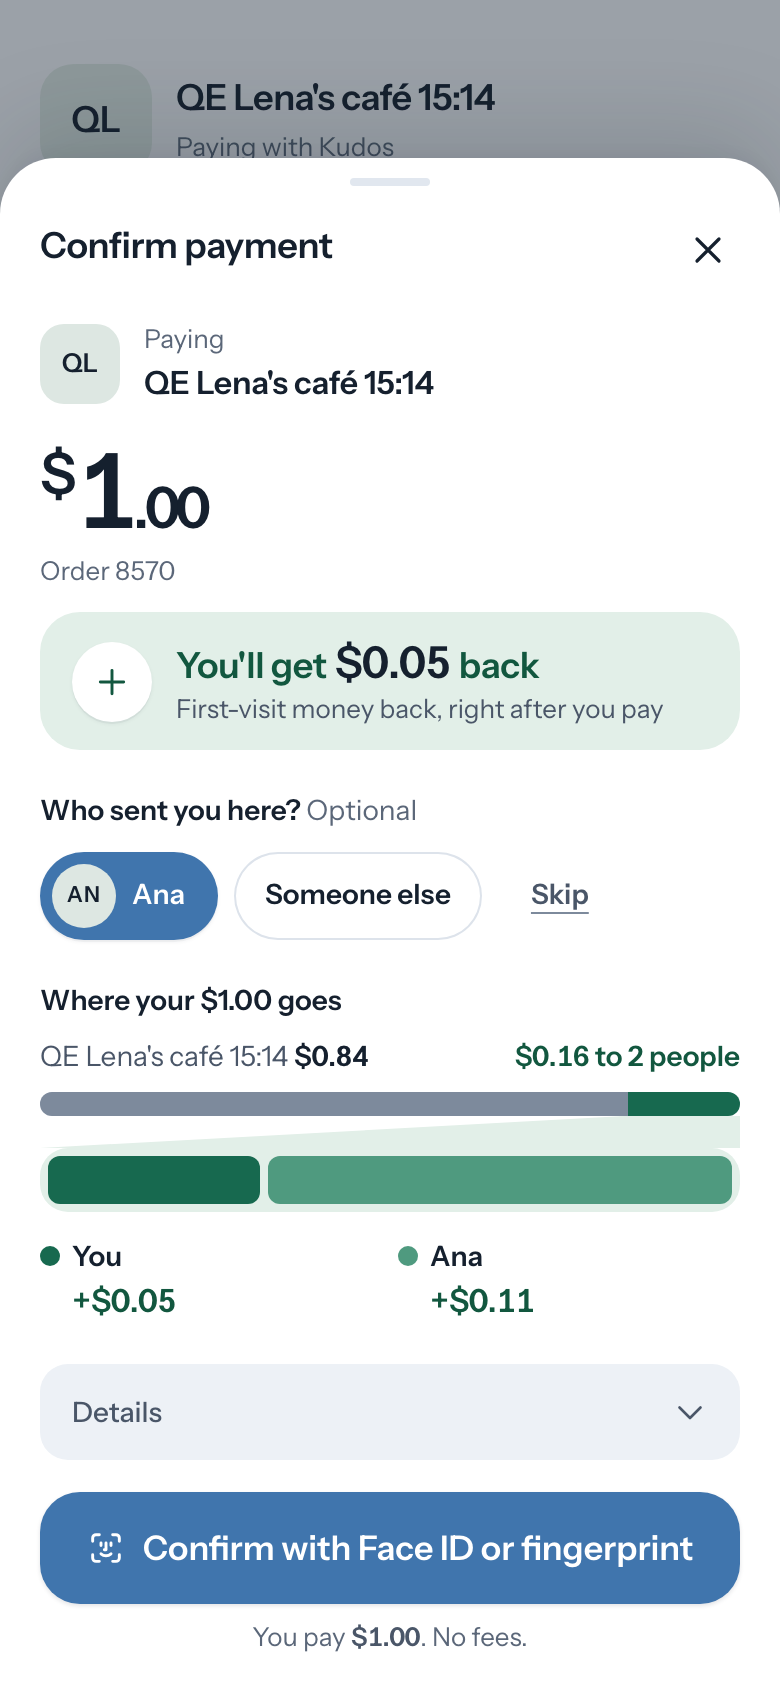 QL
QE Lena's café 15:14
Paying with Kudos
Confirm payment
QL
Paying
QE Lena's café 15:14
$1.00
Order 8570
You'll get $0.05 back
First-visit money back, right after you pay
Who sent you here? Optional
AN Ana
Someone else
Skip
Where your $1.00 goes
QE Lena's café 15:14 $0.84
$0.16 to 2 people
You
Ana
+$0.05
+$0.11
Details
Confirm with Face ID or fingerprint
You pay $1.00. No fees.